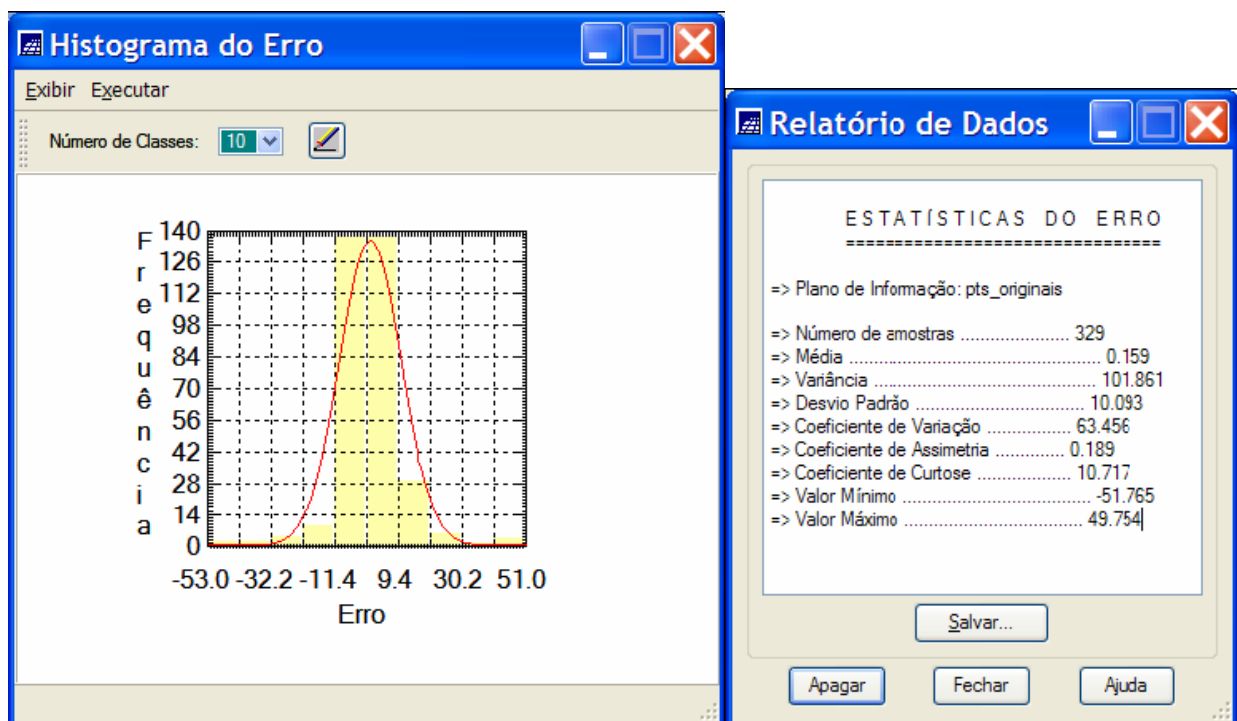 Histograma do Erro
Exibir Executar
Número de Classes: 10
Frequência
140
126
112
98
84
70
56
42
28
14
0
-53.0 -32.2 -11.4 9.4 30.2 51.0
Erro
Relatório de Dados
ESTATÍSTICAS DO ERRO
================================
=> Plano de Informação: pts_originais
=> Número de amostras ...................... 329
=> Média .................................................... 0.159
=> Variância .............................................. 101.861
=> Desvio Padrão .................................... 10.093
=> Coeficiente de Variação ................. 63.456
=> Coeficiente de Assimetria .............. 0.189
=> Coeficiente de Curtose ................... 10.717
=> Valor Mínimo ....................................... -51.765
=> Valor Máximo ..................................... 49.754
Salvar...
Apagar Fechar Ajuda